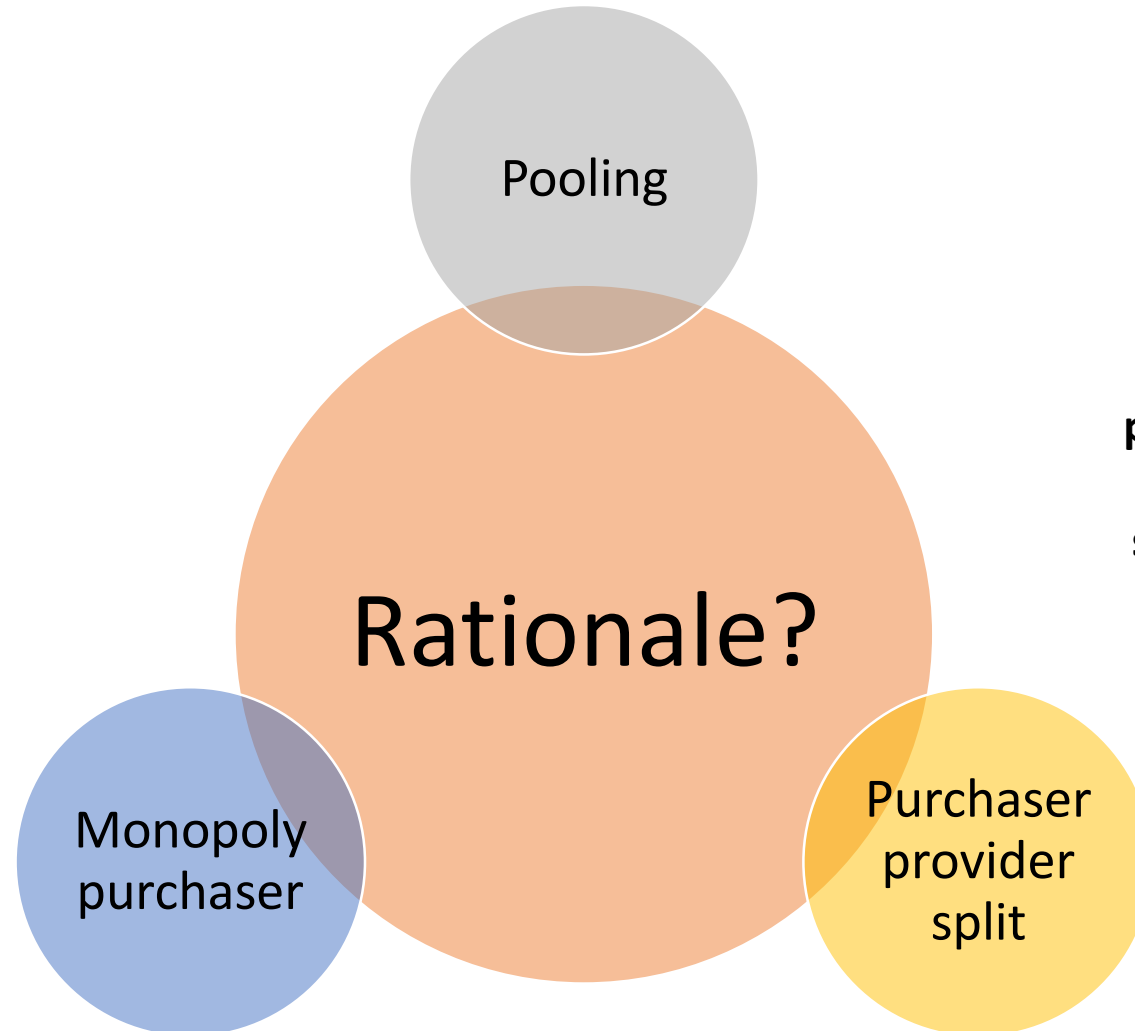 Pooling
p
s
Rationale?
Monopoly
purchaser
Purchaser
provider
split